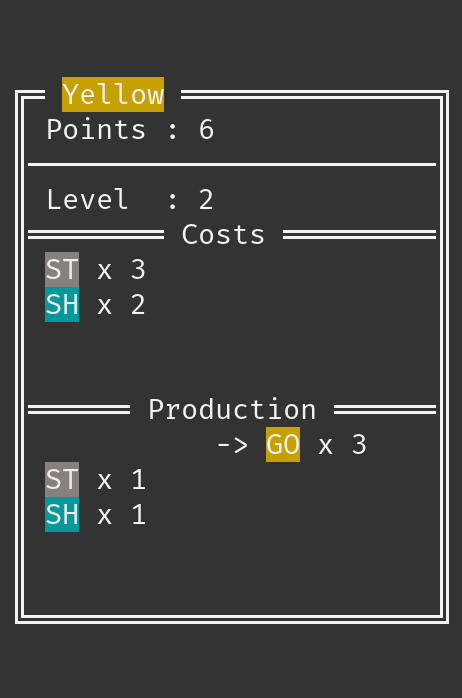 Yellow
Points : 6
Level  : 2
Costs
ST x 3
SH x 2
Production
-> GO x 3
ST x 1
SH x 1